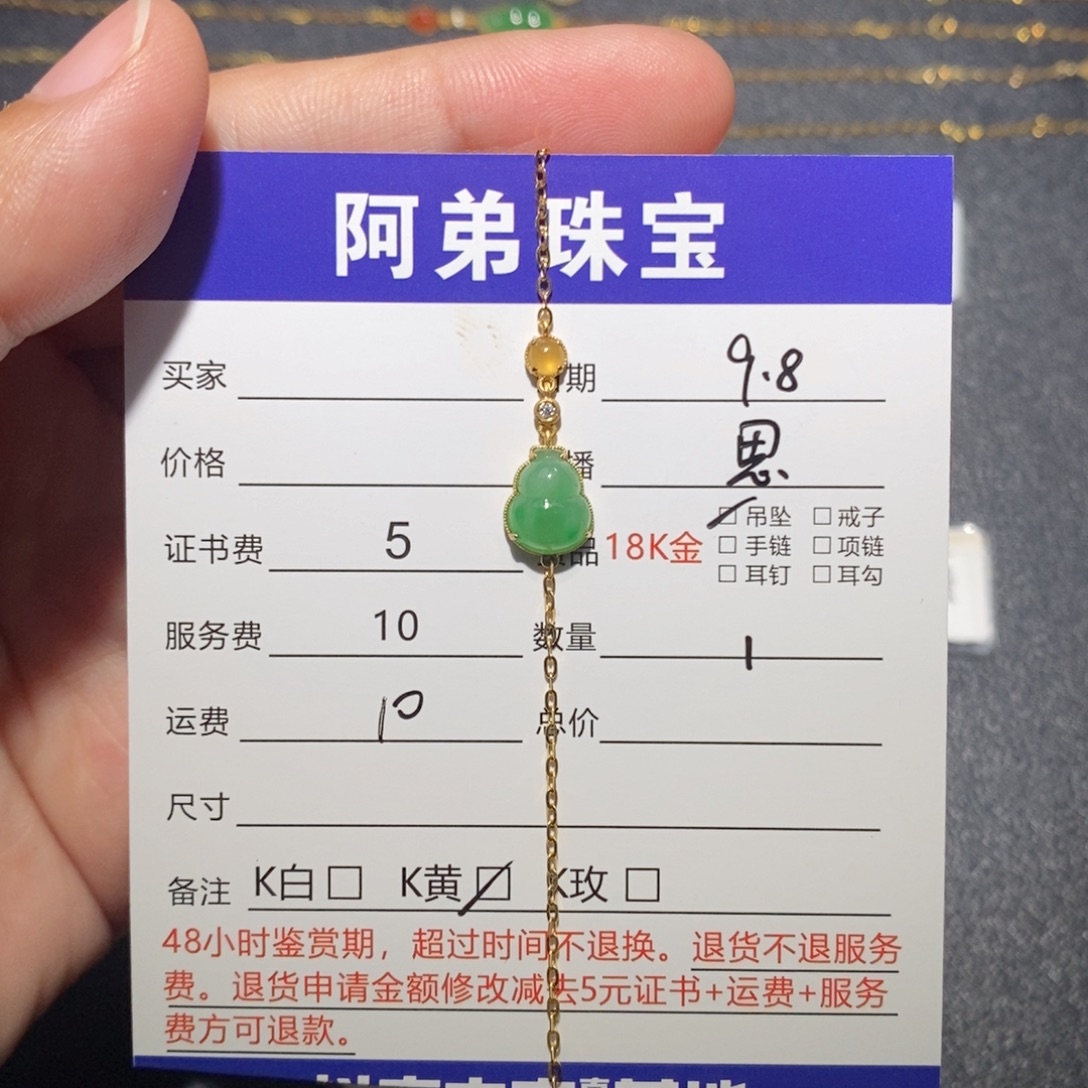 阿弟珠宝
买家 期 9.8
价格 播 思
证书费 5 品 18K金 ☑吊坠 □戒子
□手链 □项链
□耳钉 □耳勾
服务费 10 数量 1
运费 10 总价
尺寸
备注 K白□ K黄☑ K玫□
48小时鉴赏期，超过时间不退换。退货不退服务
费。退货申请金额修改减去5元证书+运费+服务
费方可退款。